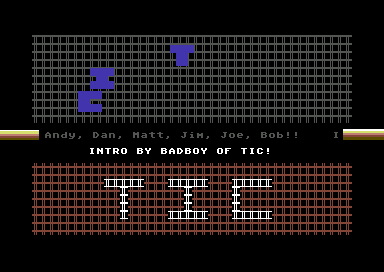 T
I
C
Andy, Dan, Matt, Jim, Joe, Bob!! I
INTRO BY BADBOY OF TIC!
TIC